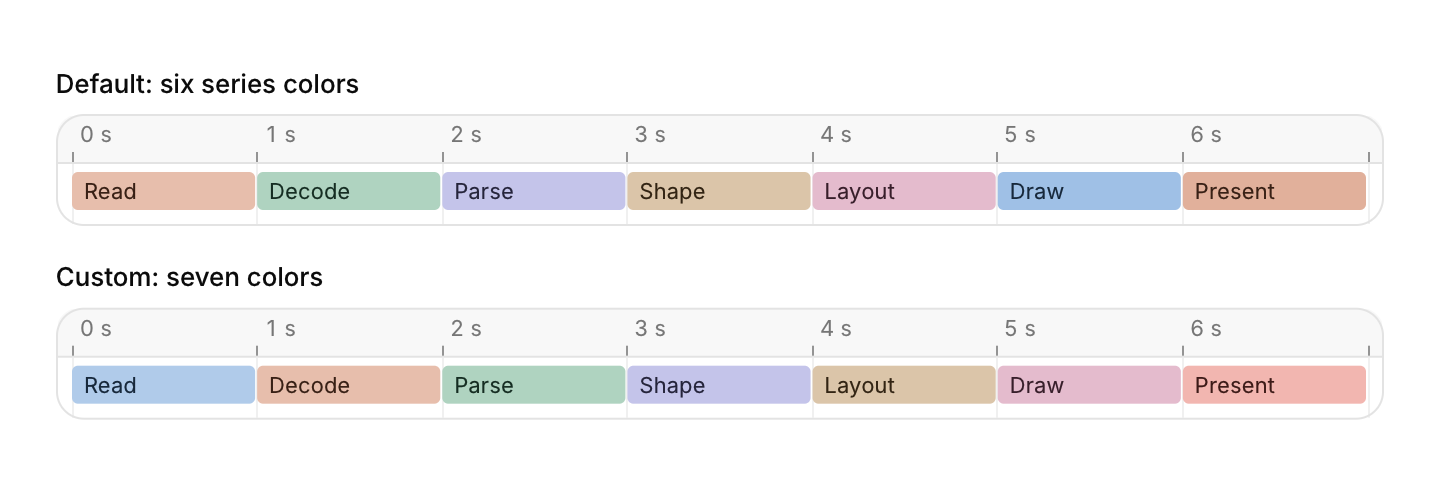 Default: six series colors
0 s 1 s 2 s 3 s 4 s 5 s 6 s
Read Decode Parse Shape Layout Draw Present
Custom: seven colors
0 s 1 s 2 s 3 s 4 s 5 s 6 s
Read Decode Parse Shape Layout Draw Present